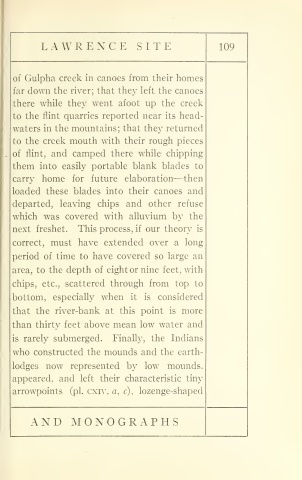 LAWRENCE SITE 109
of Gulpha creek in canoes from their homes
far down the river; that they left the canoes
there while they went afoot up the creek
to the flint quarries reported near its head-
waters in the mountains; that they returned
to the creek mouth with their rough pieces
of flint, and camped there while chipping
them into easily portable blank blades to
carry home for future elaboration—then
loaded these blades into their canoes and
departed, leaving chips and other refuse
which was covered with alluvium by the
next freshet. This process, if our theory is
correct, must have extended over a long
period of time to have covered so large an
area, to the depth of eight or nine feet, with
chips, etc., scattered through from top to
bottom, especially when it is considered
that the river-bank at this point is more
than thirty feet above mean low water and
is rarely submerged. Finally, the Indians
who constructed the mounds and the earth-
lodges now represented by low mounds,
appeared, and left their characteristic tiny
arrowpoints (pl. CXIV, a, c), lozenge-shaped
AND MONOGRAPHS